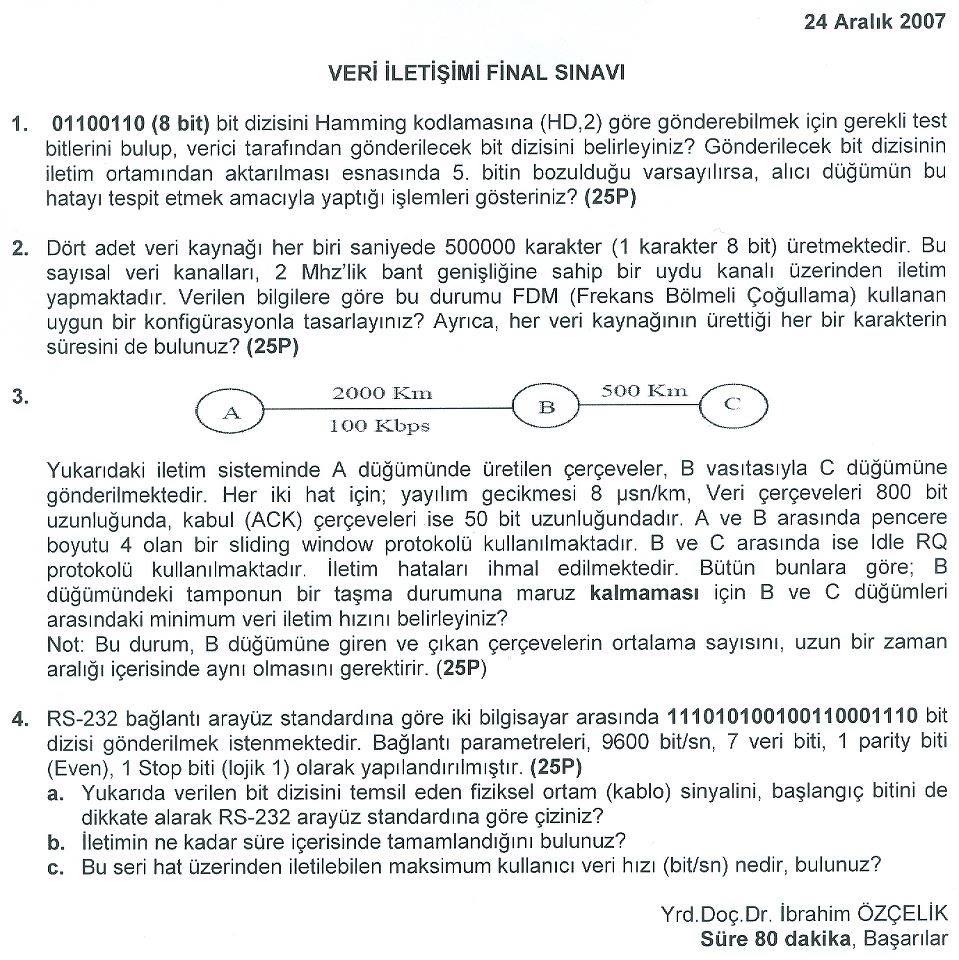 24 Aralık 2007
VERİ İLETİŞİMİ FİNAL SINAVI
1. 01100110 (8 bit) bit dizisini Hamming kodlamasına (HD,2) göre gönderebilmek için gerekli test
bitlerini bulup, verici tarafından gönderilecek bit dizisini belirleyiniz? Gönderilecek bit dizisinin
iletim ortamından aktarılması esnasında 5. bitin bozulduğu varsayılırsa, alıcı düğümün bu
hatayı tespit etmek amacıyla yaptığı işlemleri gösteriniz? (25P)
2. Dört adet veri kaynağı her biri saniyede 500000 karakter (1 karakter 8 bit) üretmektedir. Bu
sayısal veri kanalları, 2 Mhz'lik bant genişliğine sahip bir uydu kanalı üzerinden iletim
yapmaktadır. Verilen bilgilere göre bu durumu FDM (Frekans Bölmeli Çoğullama) kullanan
uygun bir konfigürasyonla tasarlayınız? Ayrıca, her veri kaynağının ürettiği her bir karakterin
süresini de bulunuz? (25P)
3.
2000 Km
500 Km
A
B
C
100 Kbps
Yukarıdaki iletim sisteminde A düğümünde üretilen çerçeveler, B vasıtasıyla C düğümüne
gönderilmektedir. Her iki hat için; yayılım gecikmesi 8 µsn/km, Veri çerçeveleri 800 bit
uzunluğunda, kabul (ACK) çerçeveleri ise 50 bit uzunluğundadır. A ve B arasında pencere
boyutu 4 olan bir sliding window protokolü kullanılmaktadır. B ve C arasında ise Idle RQ
protokolü kullanılmaktadır. İletim hataları ihmal edilmektedir. Bütün bunlara göre; B
düğümündeki tamponun bir taşma durumuna maruz kalmaması için B ve C düğümleri
arasındaki minimum veri iletim hızını belirleyiniz?
Not: Bu durum, B düğümüne giren ve çıkan çerçevelerin ortalama sayısını, uzun bir zaman
aralığı içerisinde aynı olmasını gerektirir. (25P)
4. RS-232 bağlantı arayüz standardına göre iki bilgisayar arasında 111010100100110001110 bit
dizisi gönderilmek istenmektedir. Bağlantı parametreleri, 9600 bit/sn, 7 veri biti, 1 parity biti
(Even), 1 Stop biti (lojik 1) olarak yapılandırılmıştır. (25P)
a. Yukarıda verilen bit dizisini temsil eden fiziksel ortam (kablo) sinyalini, başlangıç bitini de
dikkate alarak RS-232 arayüz standardına göre çiziniz?
b. İletimin ne kadar süre içerisinde tamamlandığını bulunuz?
c. Bu seri hat üzerinden iletilebilen maksimum kullanıcı veri hızı (bit/sn) nedir, bulunuz?
Yrd.Doç.Dr. İbrahim ÖZÇELİK
Süre 80 dakika, Başarılar